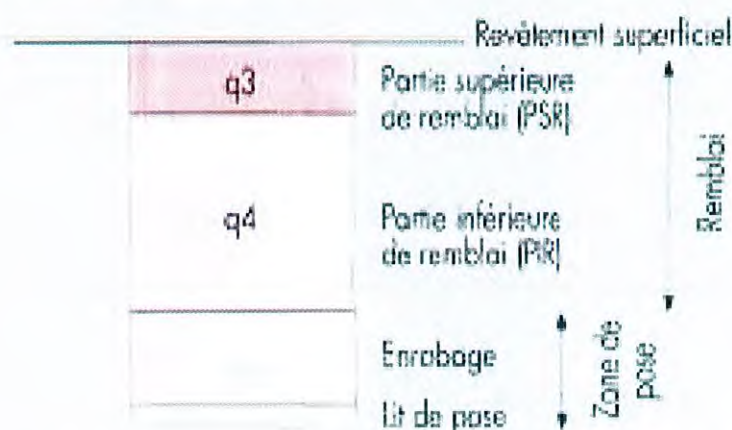 Revêtement superficiel
q3
Partie supérieure
de remblai (PSR)
Remblai
q4
Partie inférieure
de remblai (PIR)
Enrobage
Zone de
pose
Lit de pose